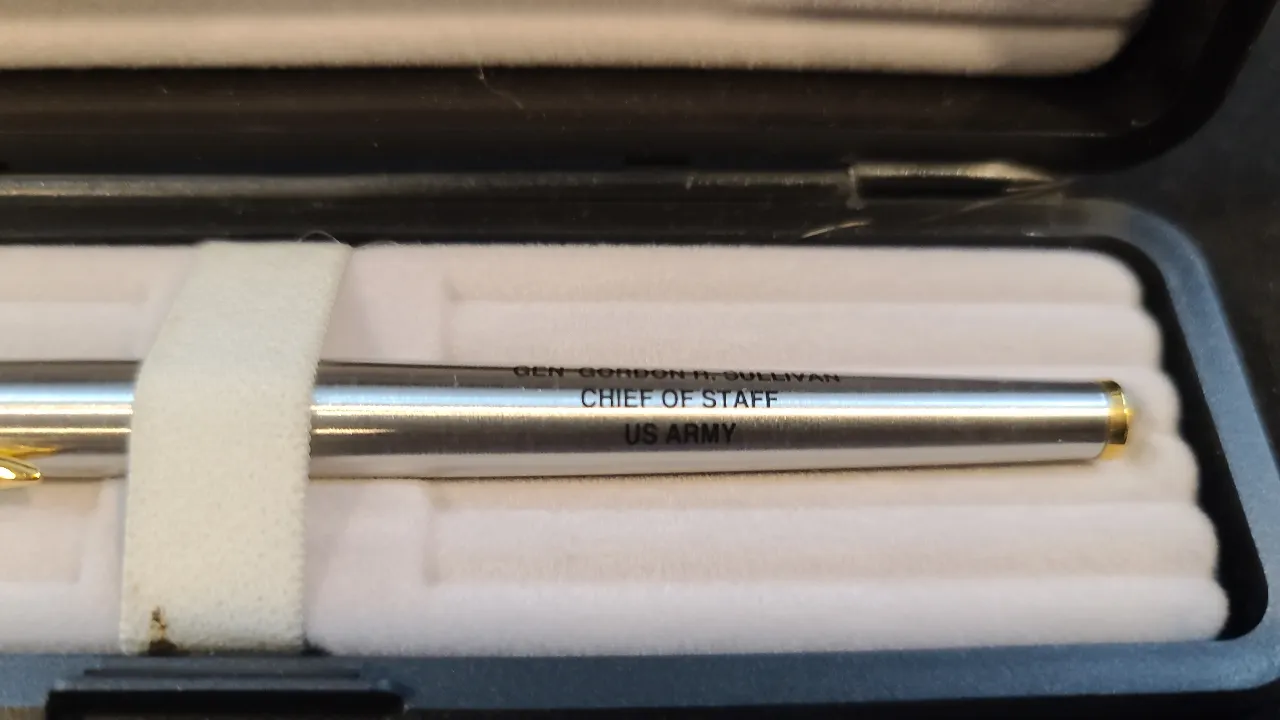 GEN GORDON R. SULLIVAN
CHIEF OF STAFF
US ARMY